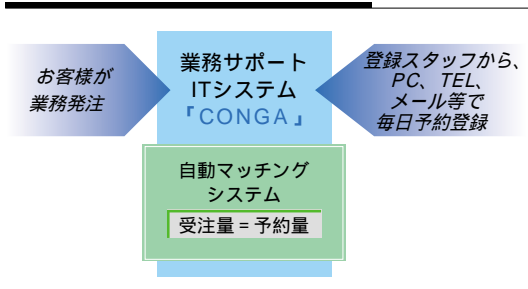 お客様が
業務発注
業務サポート
ITシステム
「CONGA」
登録スタッフから、
PC、TEL、
メール等で
毎日予約登録
自動マッチング
システム
受注量=予約量